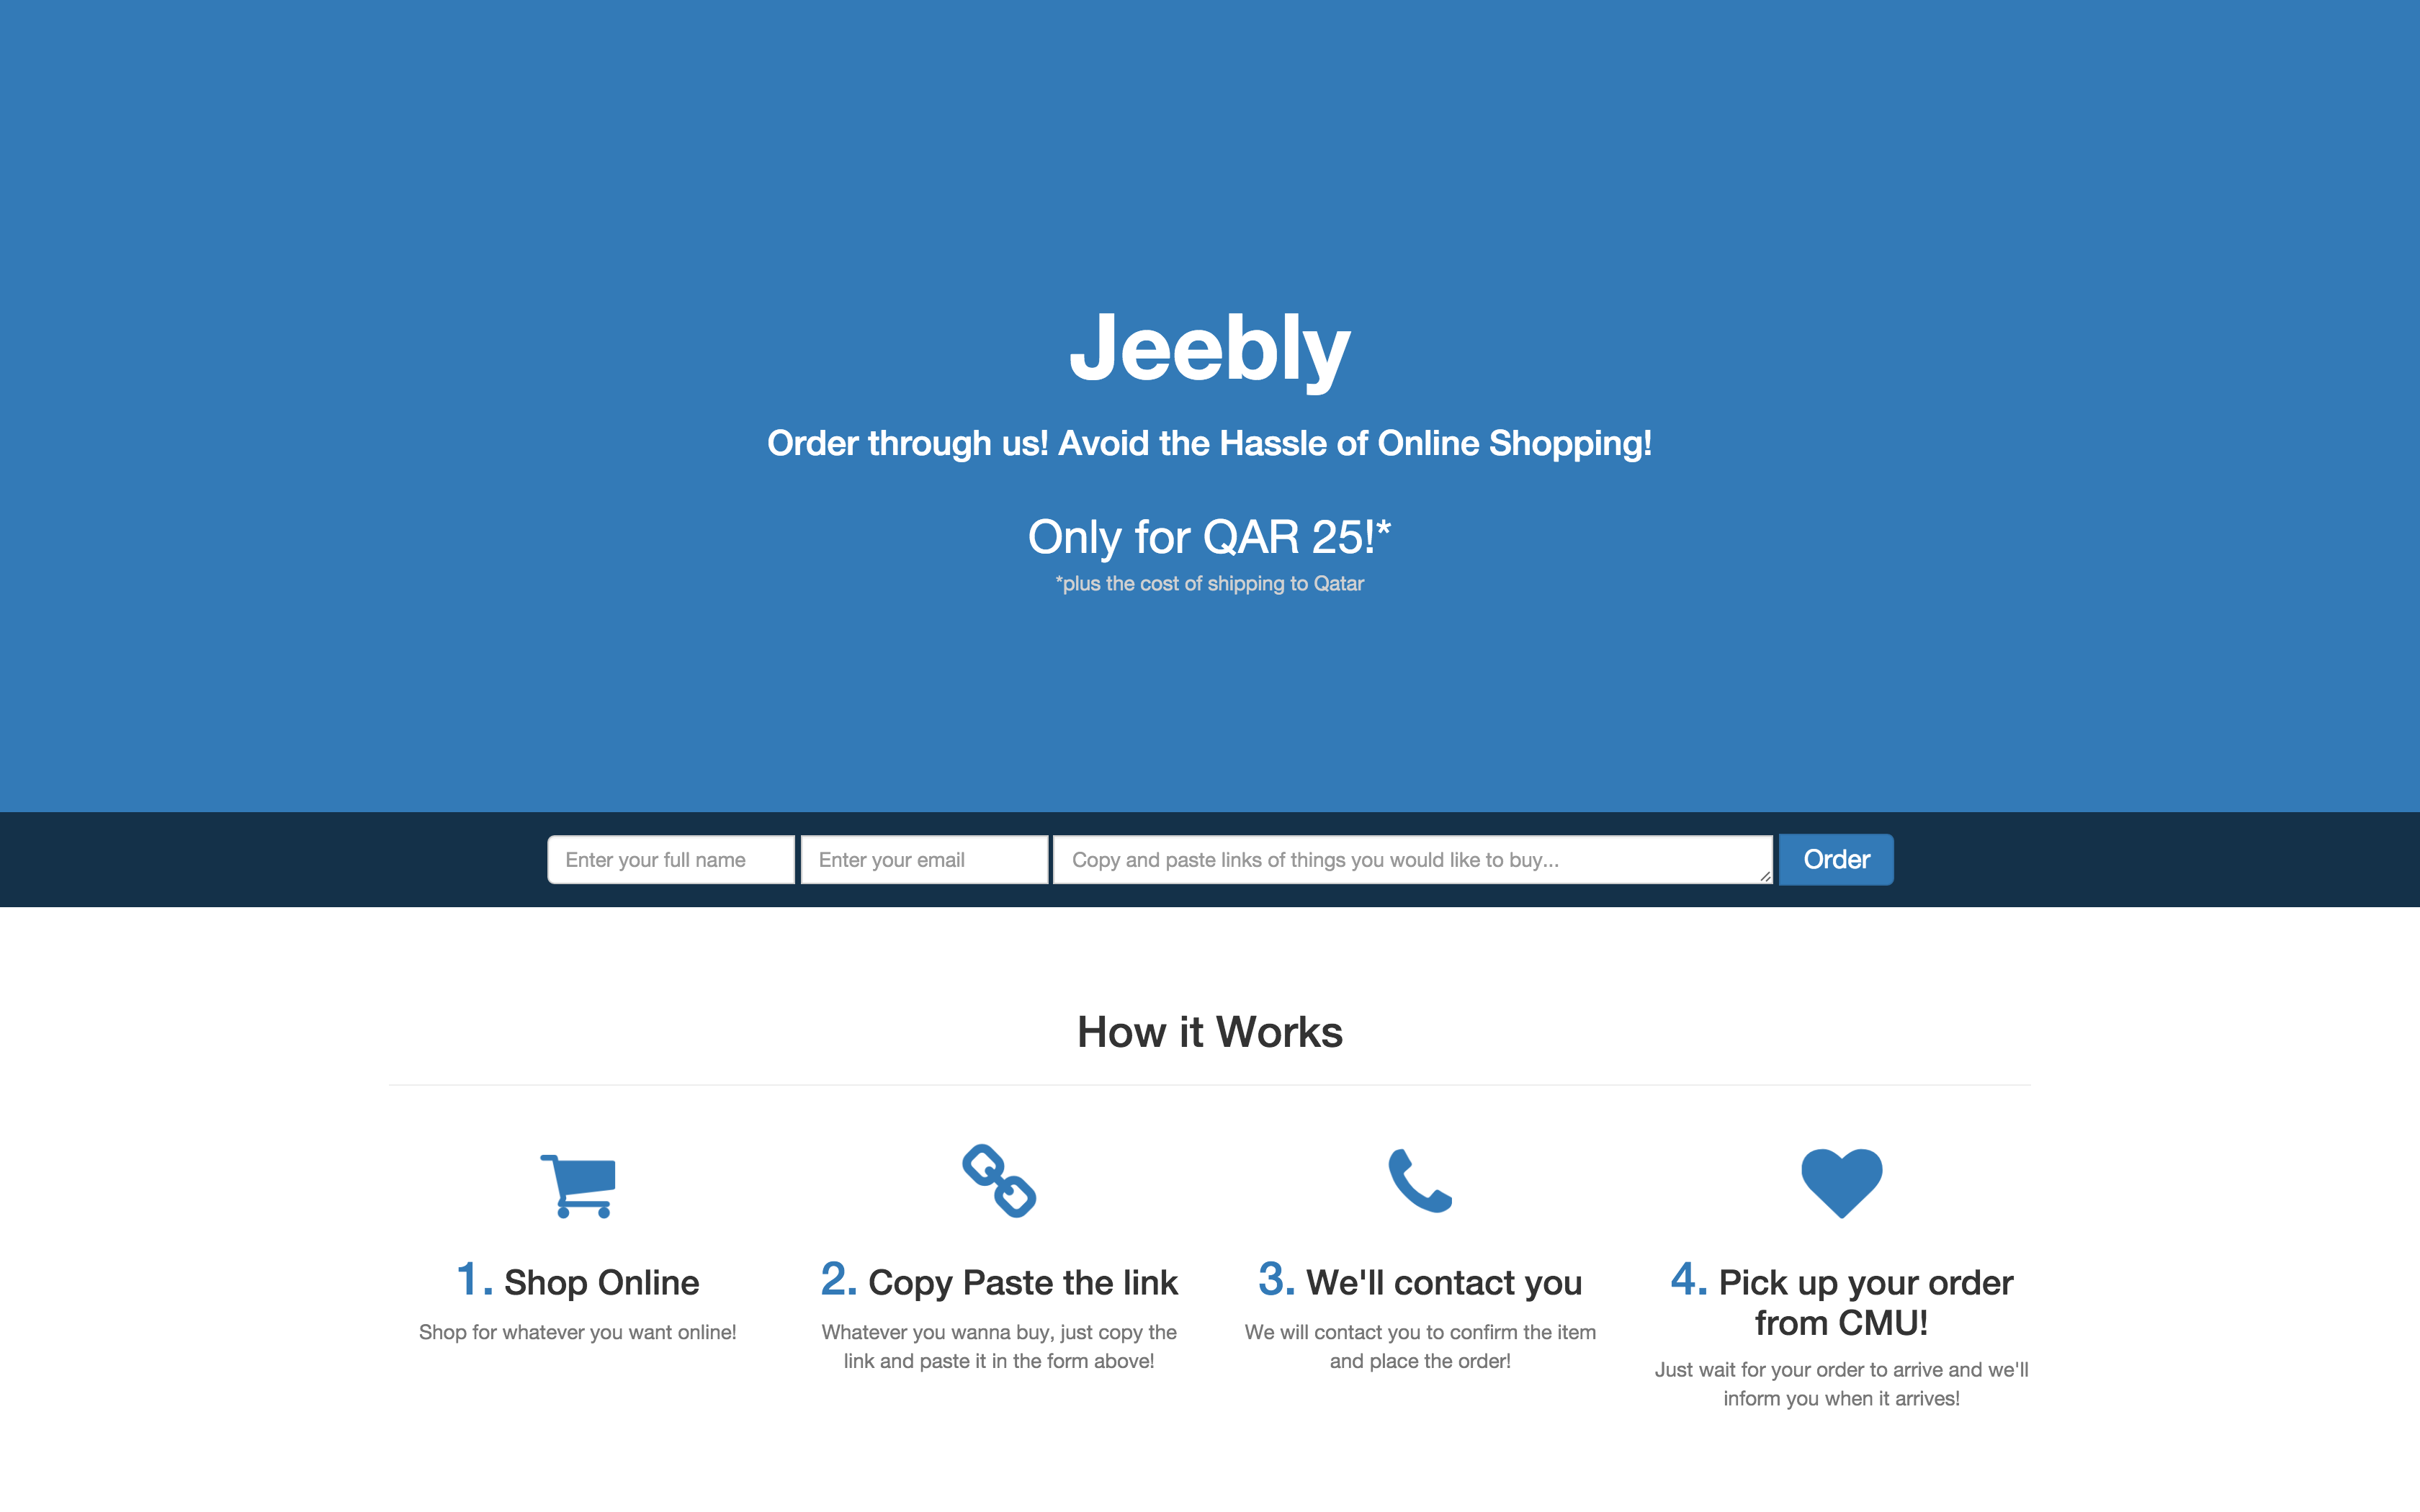 Jeebly
Order through us! Avoid the Hassle of Online Shopping!
Only for QAR 25!*
*plus the cost of shipping to Qatar
Enter your full name
Enter your email
Copy and paste links of things you would like to buy...
Order
How it Works
1. Shop Online
Shop for whatever you want online!
2. Copy Paste the link
Whatever you wanna buy, just copy the
link and paste it in the form above!
3. We'll contact you
We will contact you to confirm the item
and place the order!
4. Pick up your order
from CMU!
Just wait for your order to arrive and we'll
inform you when it arrives!